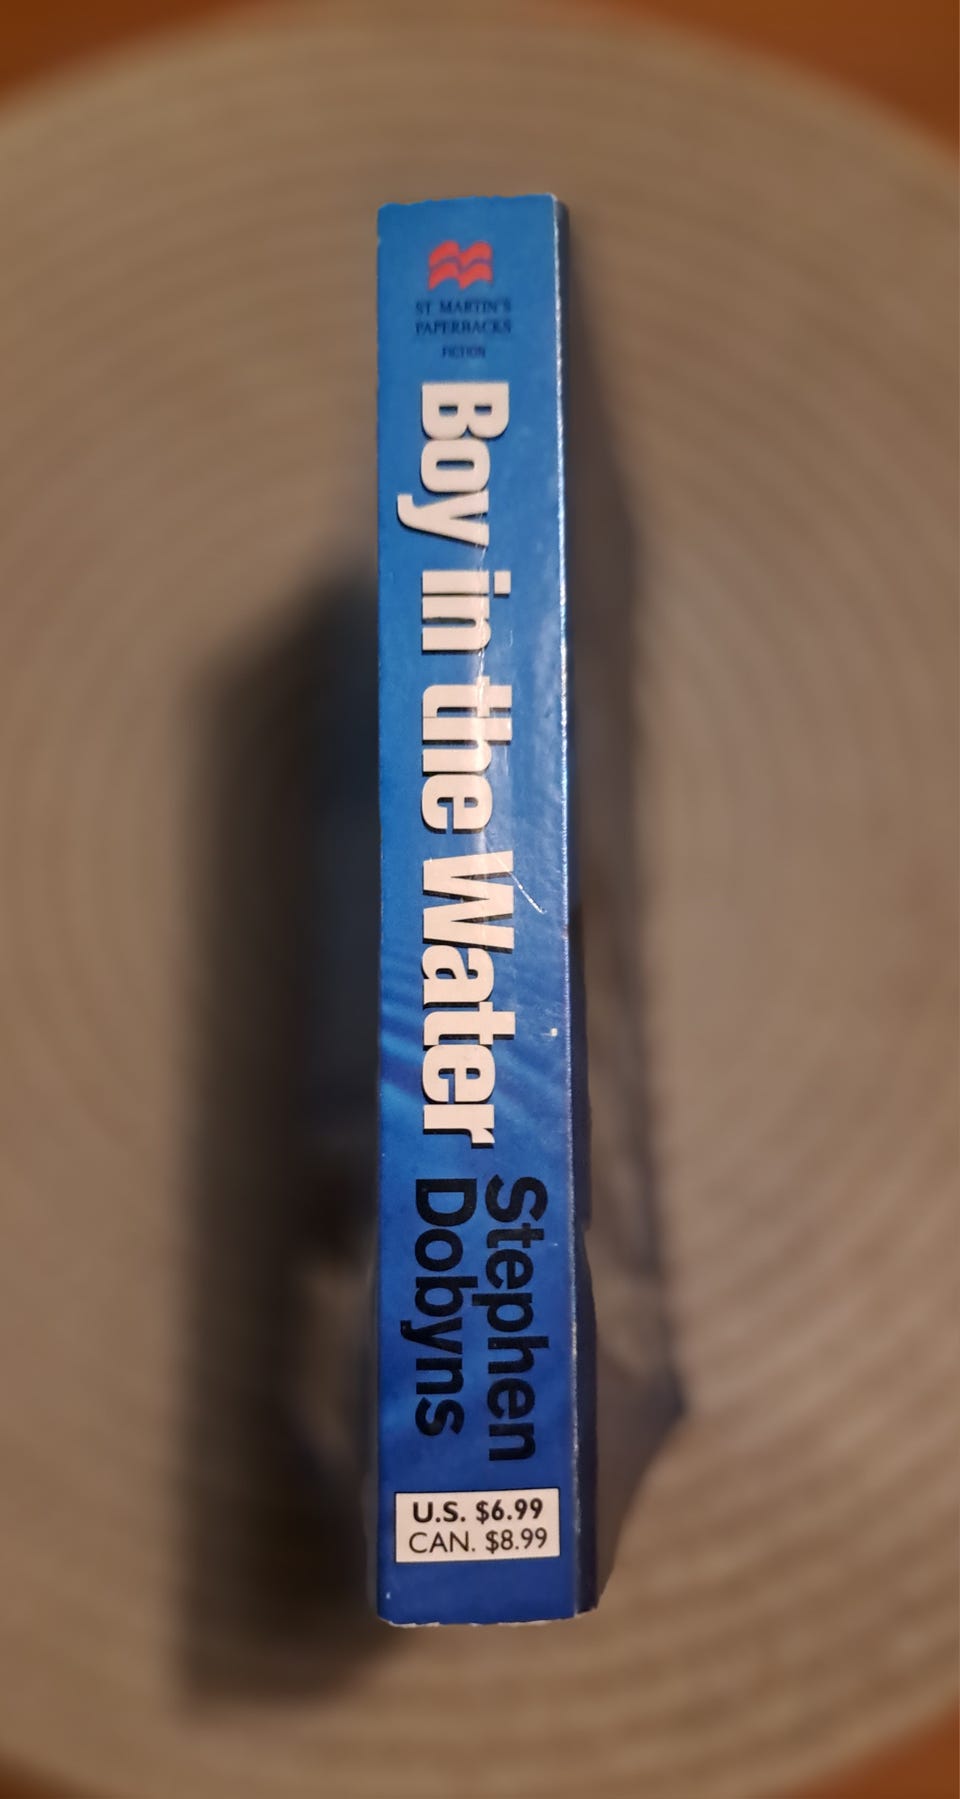 ST. MARTIN'S
PAPERBACKS
FICTION
Boy in the Water
Stephen
Dobyns
U.S. $6.99
CAN. $8.99